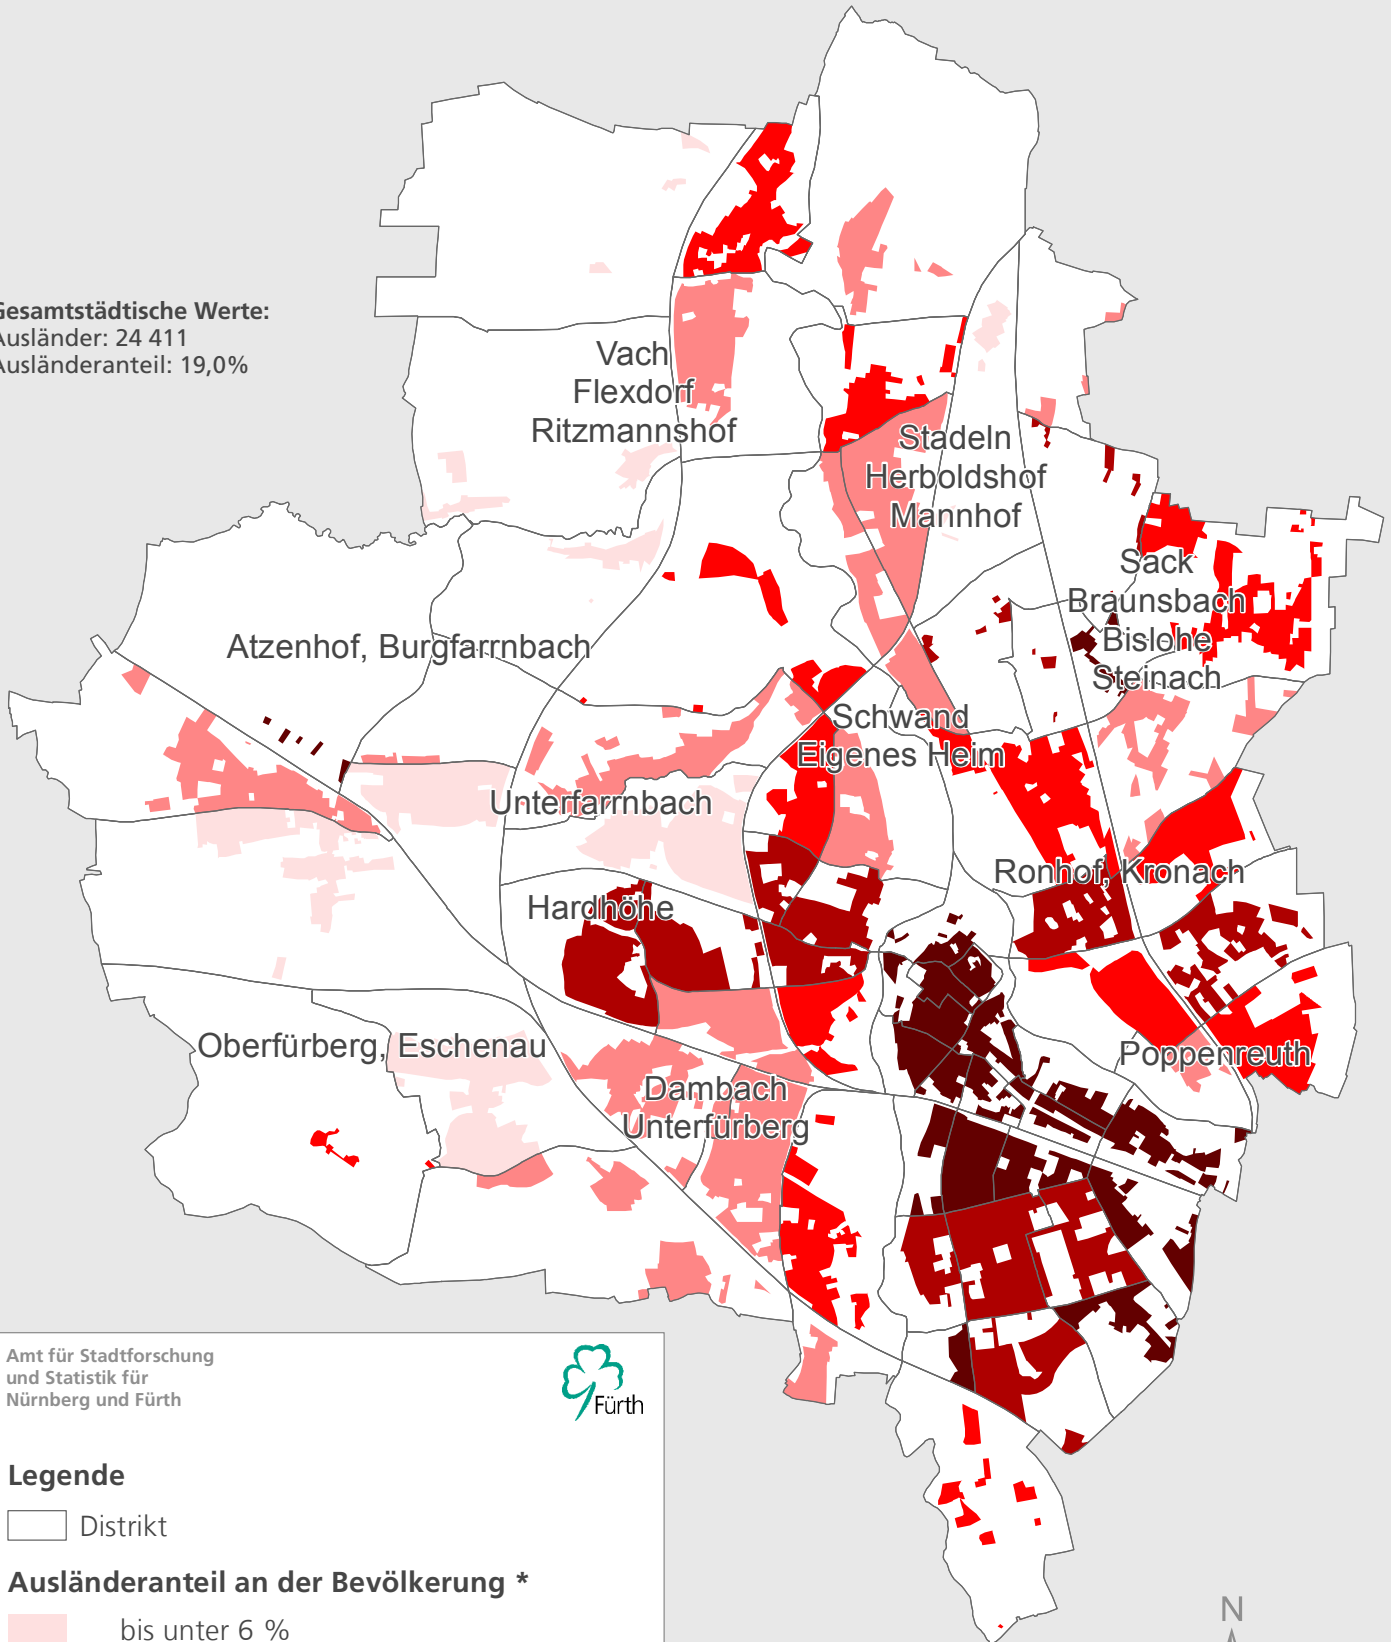 Gesamtstädtische Werte:
Ausländer: 24 411
Ausländeranteil: 19,0%
Vach
Flexdorf
Ritzmannshof
Stadeln
Herboldshof
Mannhof
Sack
Braunsbach
Bislohe
Steinach
Atzenhof, Burgfarrnbach
Schwand
Eigenes Heim
Unterfarrnbach
Ronhof, Kronach
Hardhöhe
Oberfürberg, Eschenau
Poppenreuth
Dambach
Unterfürberg
Amt für Stadtforschung
und Statistik für
Nürnberg und Fürth
Fürth
Legende
Distrikt
Ausländeranteil an der Bevölkerung *
bis unter 6 %
N